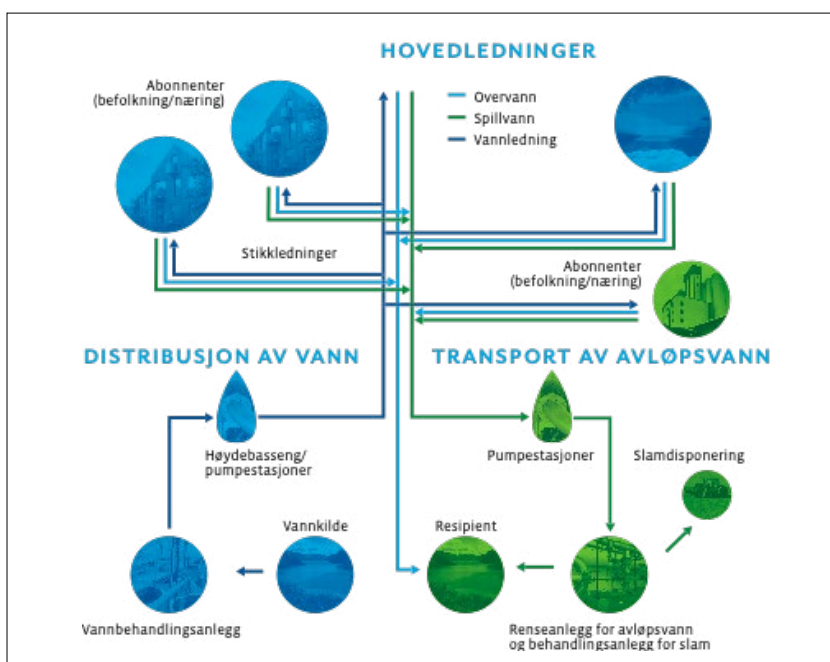 HOVEDLEDNINGER
Abonnenter
(befolkning/næring)
Overvann
Spillvann
Vannledning
Stikkledninger
Abonnenter
(befolkning/næring)
DISTRIBUSJON AV VANN
TRANSPORT AV AVLØPSVANN
Høydebasseng/
pumpestasjoner
Pumpestasjoner
Slamdisponering
Vannkilde
Resipient
Vannbehandlingsanlegg
Renseanlegg for avløpsvann
og behandlingsanlegg for slam